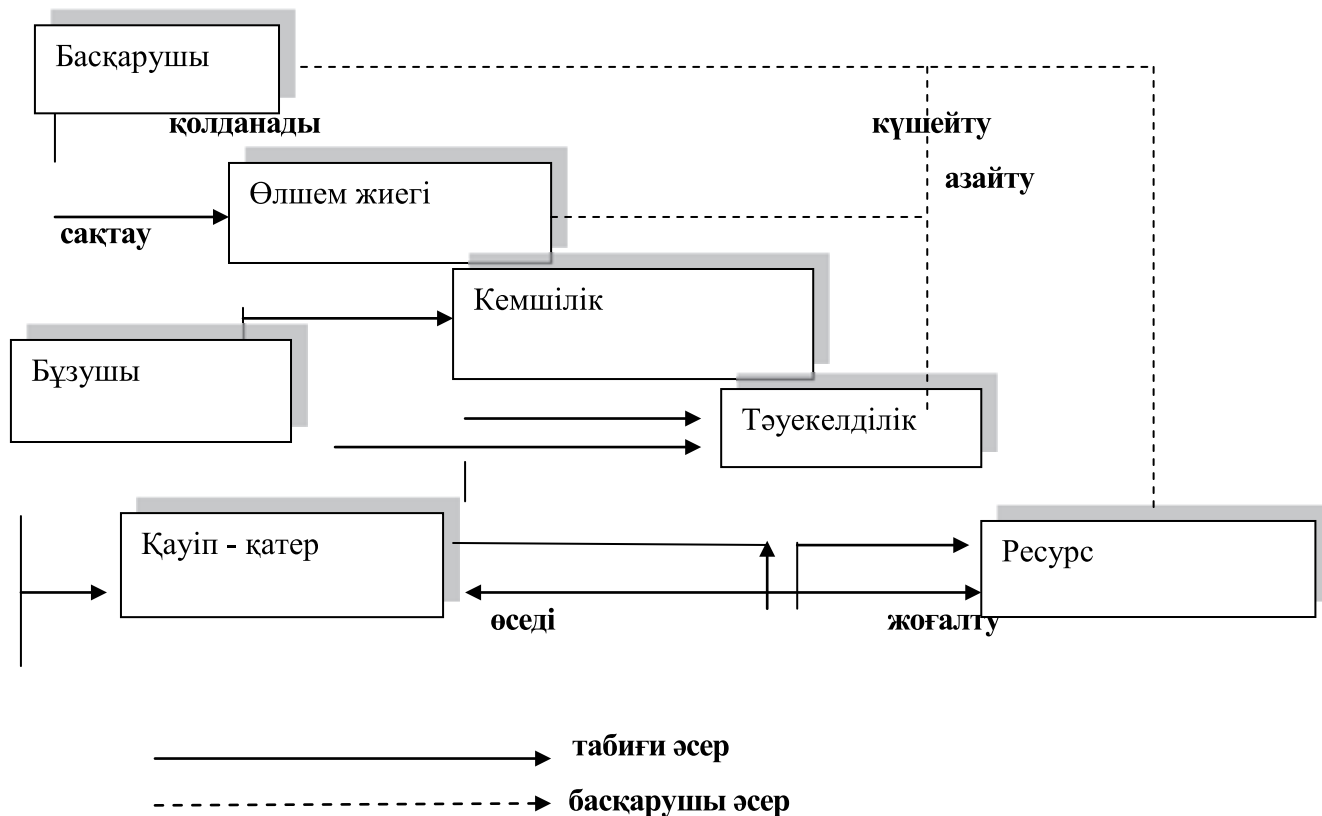 Басқарушы
қолданады
күшейту
азайту
Өлшем жиегі
сақтау
Кемшілік
Бұзушы
Тәуекелділік
Қауіп - қатер
Ресурс
өседі
жоғалту
табиғи әсер
басқарушы әсер